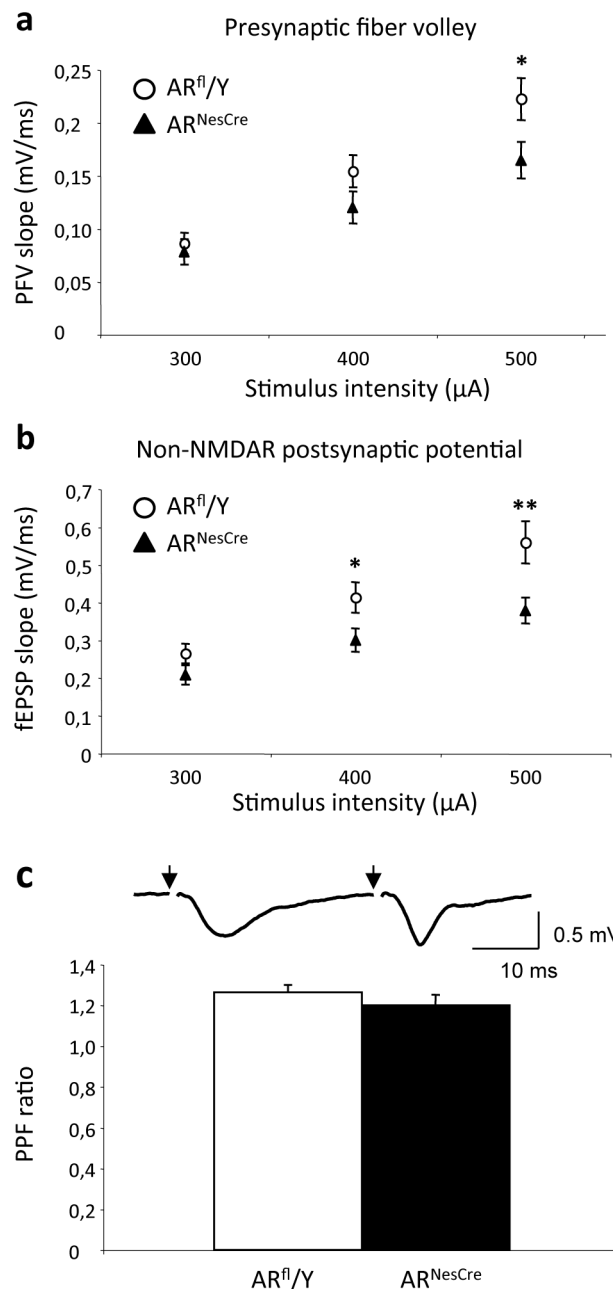 a
Presynaptic fiber volley
PFV slope (mV/ms)
0,25
0,2
0,15
0,10
0,05
0
ARfl/Y
ARNesCre
*
300 400 500
Stimulus intensity (µA)
b
Non-NMDAR postsynaptic potential
fEPSP slope (mV/ms)
0,7
0,6
0,5
0,4
0,3
0,2
0,1
0
ARfl/Y
ARNesCre
*
**
300 400 500
Stimulus intensity (µA)
c
0.5 mV
10 ms
PPF ratio
1,4
1,2
1,0
0,8
0,6
0,4
0,2
0
ARfl/Y ARNesCre